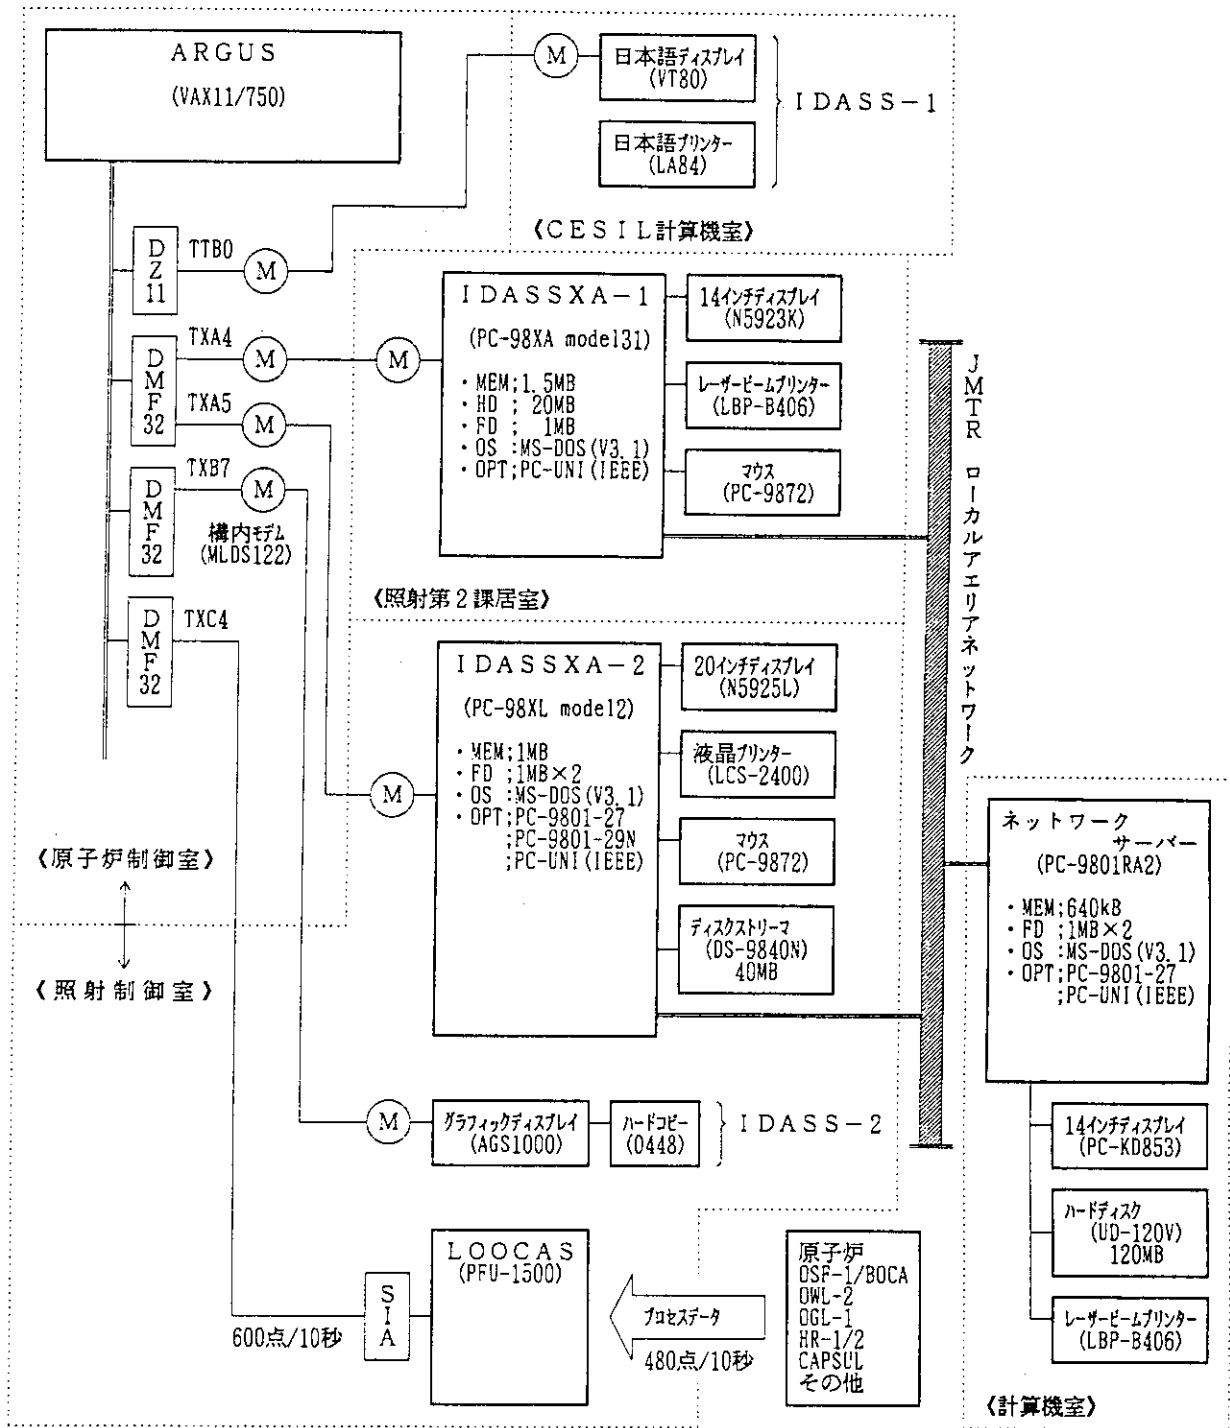 ARGUS
(VAX11/750)
M
日本語ディスプレイ
(VT80)
日本語プリンター
(LA84)
IDASS-1
《CESIL計算機室》
DZ11
TTB0
M
DMF32
TXA4
M
TXA5
M
DMF32
TXB7
M
構内モデム
(MLDS122)
DMF32
TXC4
M
IDASSXA-1
(PC-98XA model31)
・MEM;1.5MB
・HD ; 20MB
・FD ; 1MB
・OS :MS-DOS(V3.1)
・OPT;PC-UNI(IEEE)
14インチディスプレイ
(N5923K)
レーザービームプリンター
(LBP-B406)
マウス
(PC-9872)
《照射第2課居室》
JMTR ローカルアエリアネットワーク
M
IDASSXA-2
(PC-98XL model2)
・MEM;1MB
・FD ;1MB×2
・OS :MS-DOS(V3.1)
・OPT;PC-9801-27
;PC-9801-29N
;PC-UNI(IEEE)
20インチディスプレイ
(N5925L)
液晶プリンター
(LCS-2400)
マウス
(PC-9872)
ディスクストリーマ
(DS-9840N)
40MB
《原子炉制御室》
《照射制御室》
M
グラフィックディスプレイ
(AGS1000)
ハードコピー
(0448)
IDASS-2
LOOCAS
(PFU-1500)
SIA
600点/10秒
プロセスデータ
480点/10秒
原子炉
OSF-1/BOCA
OWL-2
OGL-1
HR-1/2
CAPSUL
その他
ネットワーク
サーバー
(PC-9801RA2)
・MEM;640kB
・FD ;1MB×2
・OS :MS-DOS(V3.1)
・OPT;PC-9801-27
;PC-UNI(IEEE)
14インチディスプレイ
(PC-KD853)
ハードディスク
(UD-120V)
120MB
レーザービームプリンター
(LBP-B406)
《計算機室》